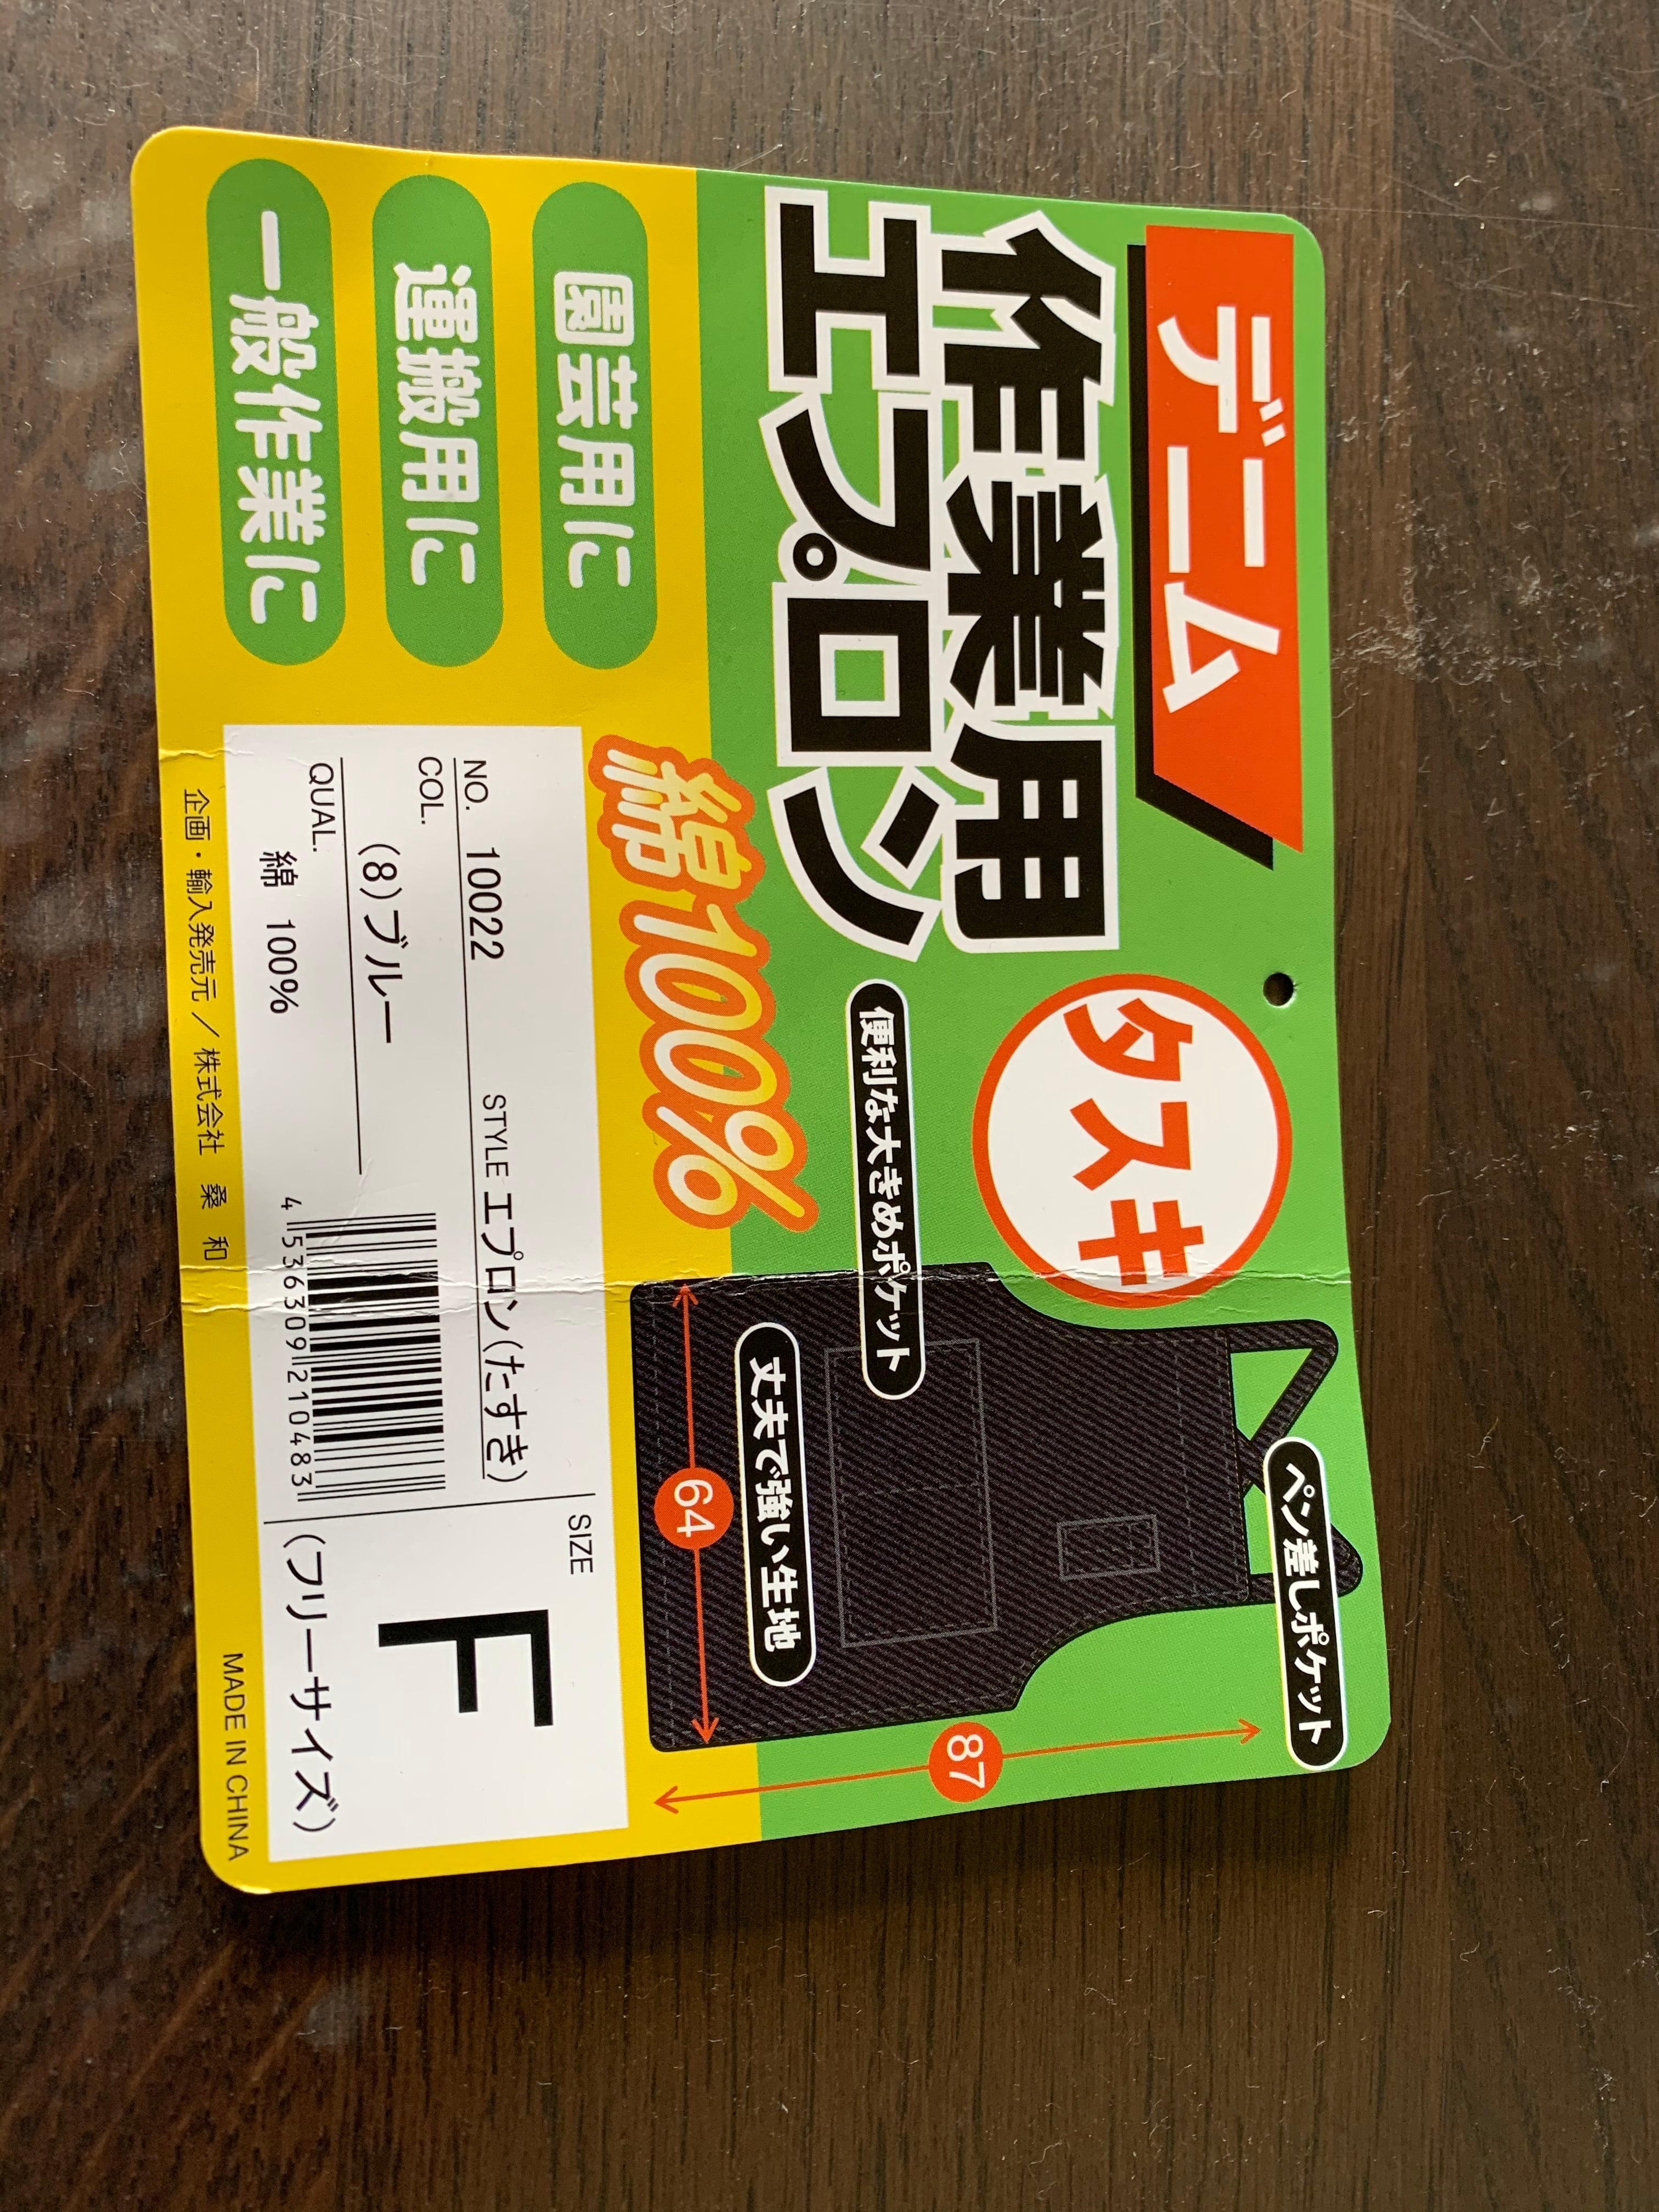 デニム
作業用
エプロン
タスキ
ペン差しポケット
便利な大きめポケット
丈夫で強い生地
87
64
綿100%
園芸用に
運搬用に
一般作業に
NO. 10022
STYLE エプロン(たすき)
COL.
(8)ブルー
QUAL.
綿 100%
4 536309 210483
SIZE
F
(フリーサイズ)
企画・輸入発売元／株式会社 桑 和
MADE IN CHINA